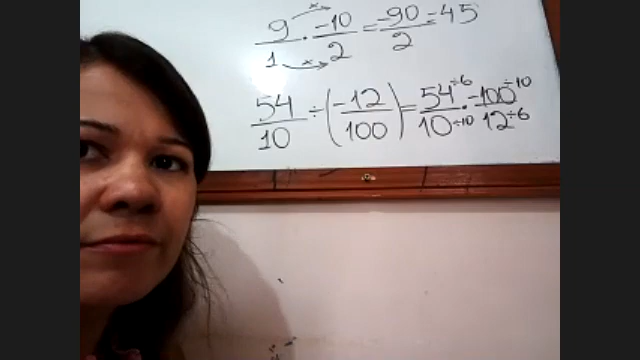 9/1 · -10/2 = -90/2 = -45
54/10 ÷ (-12/100) = 54÷6/10÷10 · -100÷10/12÷6